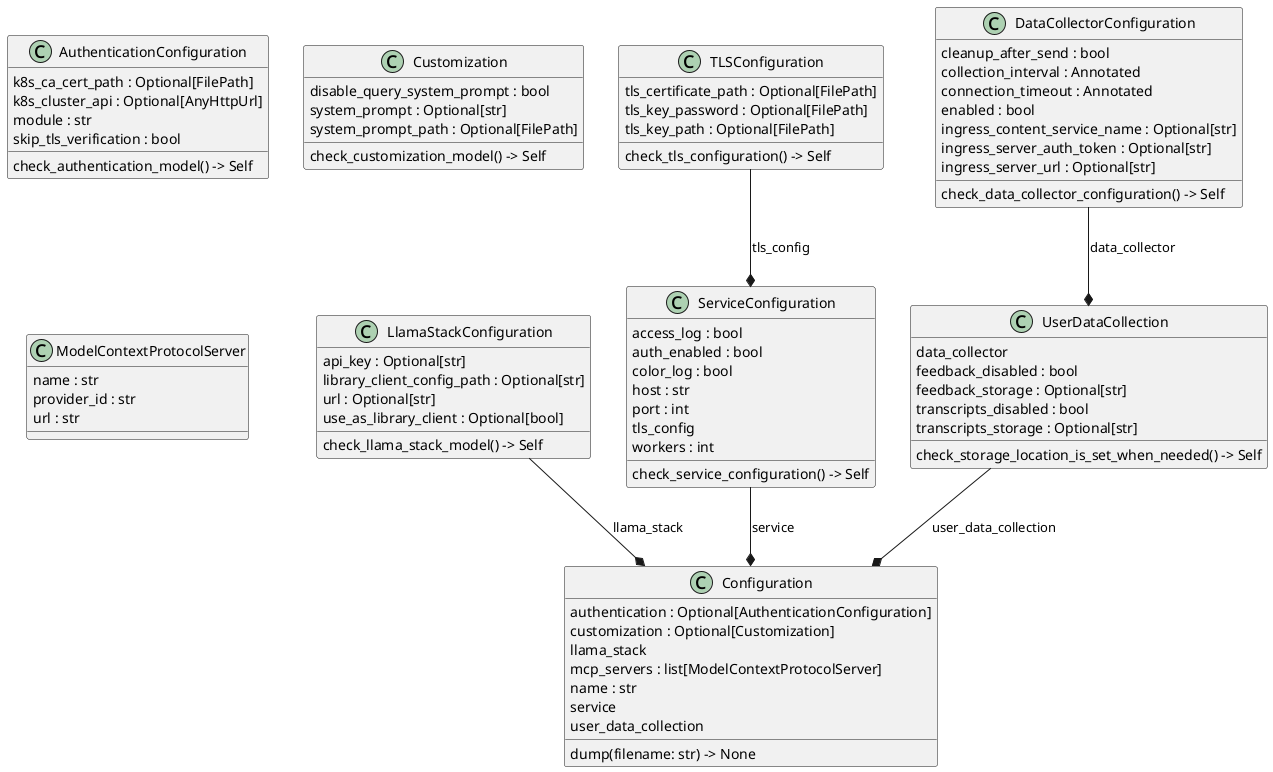 C AuthenticationConfiguration
k8s_ca_cert_path : Optional[FilePath]
k8s_cluster_api : Optional[AnyHttpUrl]
module : str
skip_tls_verification : bool
check_authentication_model() -> Self
C Customization
disable_query_system_prompt : bool
system_prompt : Optional[str]
system_prompt_path : Optional[FilePath]
check_customization_model() -> Self
C TLSConfiguration
tls_certificate_path : Optional[FilePath]
tls_key_password : Optional[FilePath]
tls_key_path : Optional[FilePath]
check_tls_configuration() -> Self
C DataCollectorConfiguration
cleanup_after_send : bool
collection_interval : Annotated
connection_timeout : Annotated
enabled : bool
ingress_content_service_name : Optional[str]
ingress_server_auth_token : Optional[str]
ingress_server_url : Optional[str]
check_data_collector_configuration() -> Self
tls_config
data_collector
C ModelContextProtocolServer
name : str
provider_id : str
url : str
C LlamaStackConfiguration
api_key : Optional[str]
library_client_config_path : Optional[str]
url : Optional[str]
use_as_library_client : Optional[bool]
check_llama_stack_model() -> Self
C ServiceConfiguration
access_log : bool
auth_enabled : bool
color_log : bool
host : str
port : int
tls_config
workers : int
check_service_configuration() -> Self
C UserDataCollection
data_collector
feedback_disabled : bool
feedback_storage : Optional[str]
transcripts_disabled : bool
transcripts_storage : Optional[str]
check_storage_location_is_set_when_needed() -> Self
llama_stack
service
user_data_collection
C Configuration
authentication : Optional[AuthenticationConfiguration]
customization : Optional[Customization]
llama_stack
mcp_servers : list[ModelContextProtocolServer]
name : str
service
user_data_collection
dump(filename: str) -> None